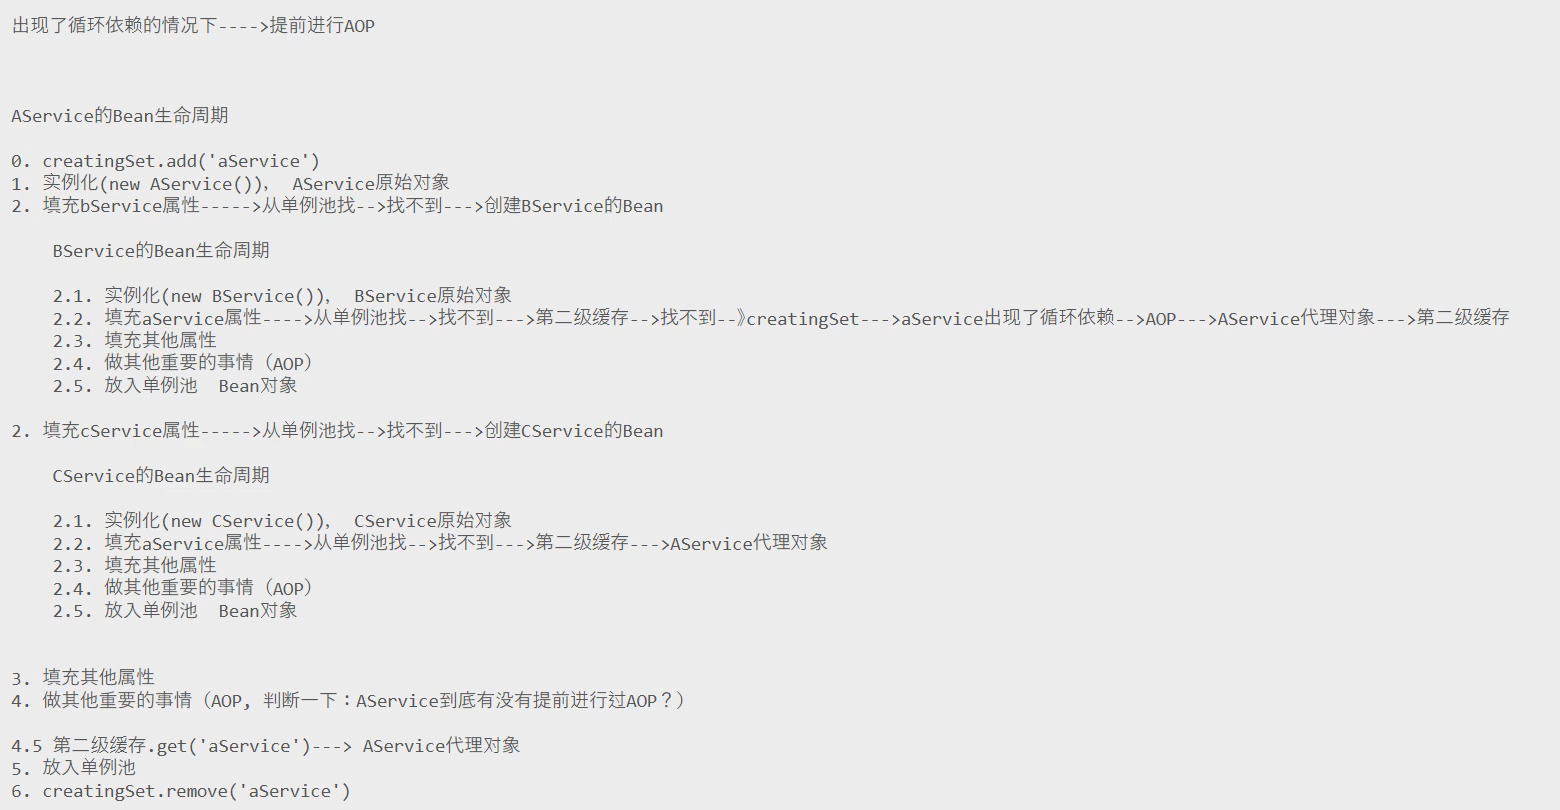 出现了循环依赖的情况下---->提前进行AOP
AService的Bean生命周期
0. creatingSet.add('aService')
1. 实例化(new AService()), AService原始对象
2. 填充bService属性----->从单例池找-->找不到--->创建BService的Bean
BService的Bean生命周期
2.1. 实例化(new BService()), BService原始对象
2.2. 填充aService属性---->从单例池找-->找不到--->第二级缓存-->找不到--》creatingSet--->aService出现了循环依赖-->AOP--->AService代理对象--->第二级缓存
2.3. 填充其他属性
2.4. 做其他重要的事情（AOP）
2.5. 放入单例池 Bean对象
2. 填充cService属性----->从单例池找-->找不到--->创建CService的Bean
CService的Bean生命周期
2.1. 实例化(new CService()), CService原始对象
2.2. 填充aService属性---->从单例池找-->找不到--->第二级缓存--->AService代理对象
2.3. 填充其他属性
2.4. 做其他重要的事情（AOP）
2.5. 放入单例池 Bean对象
3. 填充其他属性
4. 做其他重要的事情（AOP, 判断一下：AService到底有没有提前进行过AOP？）
4.5 第二级缓存.get('aService')---> AService代理对象
5. 放入单例池
6. creatingSet.remove('aService')